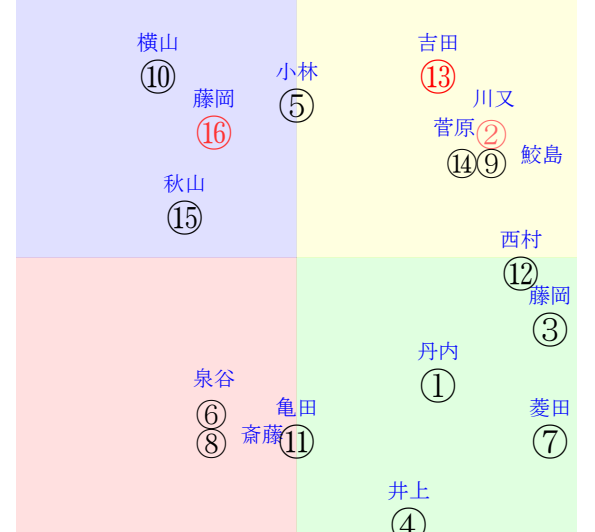 横山
⑩
藤岡
⑯
小林
⑤
吉田
⑬
川又
②
菅原
⑭
⑨
鮫島
秋山
⑮
西村
⑫
藤岡
③
丹内
①
泉谷
⑥
⑧
斎藤
亀田
⑪
菱田
⑦
井上
④